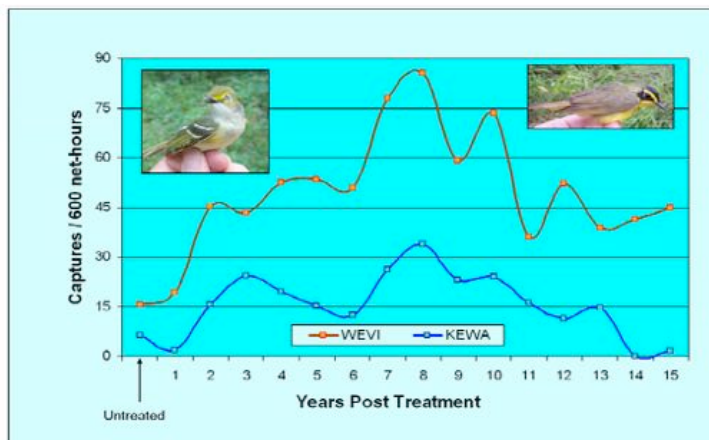 90
75
60
45
30
15
0
Captures / 600 net-hours
WEVI KEWA
1 2 3 4 5 6 7 8 9 10 11 12 13 14 15
Untreated
Years Post Treatment